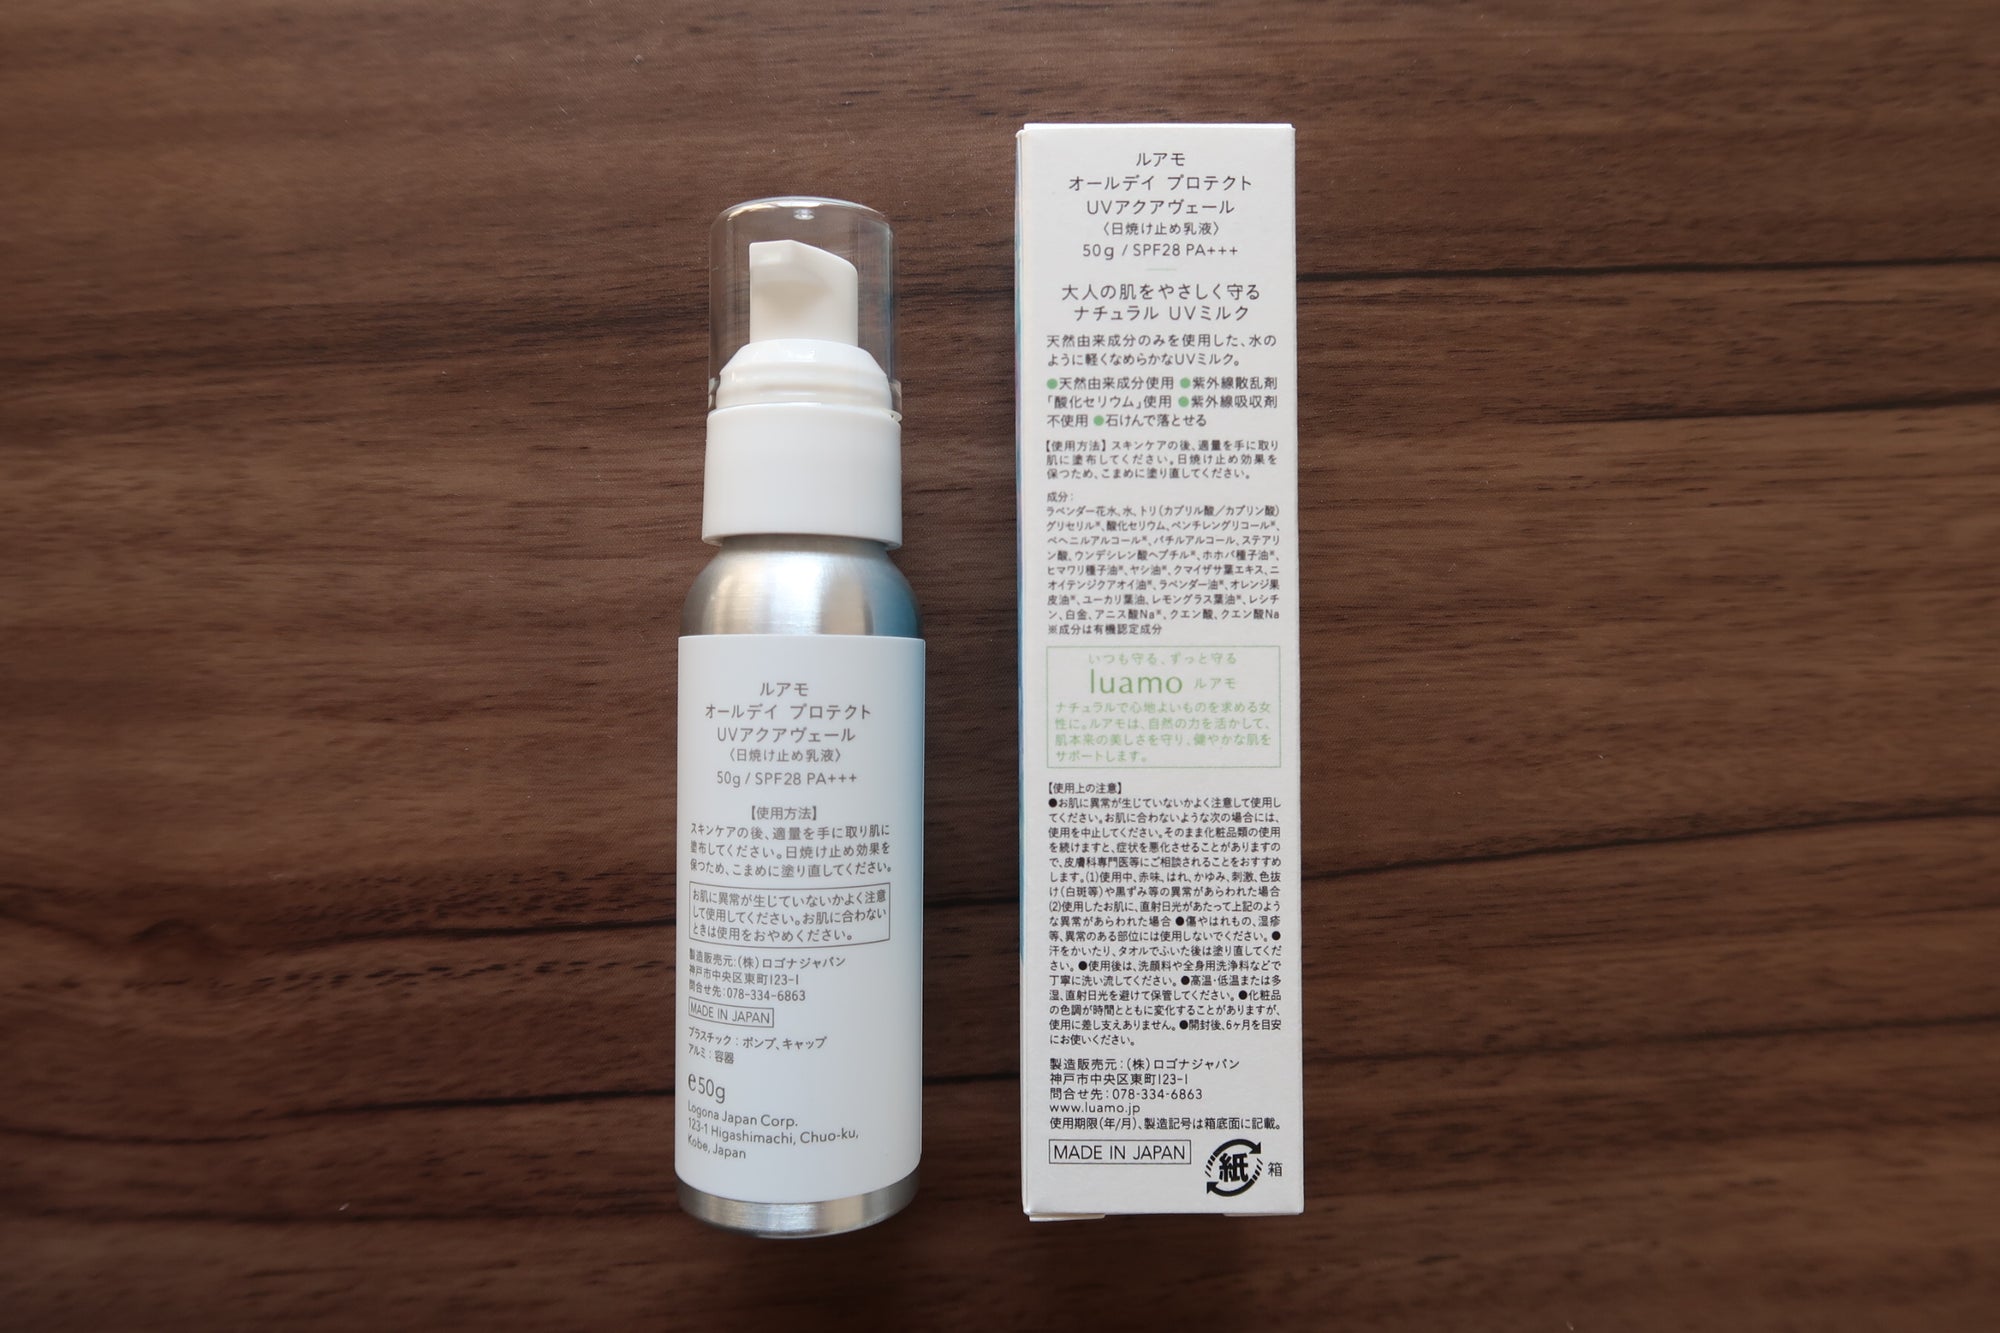 ルアモ
オールデイ プロテクト
UVアクアヴェール
〈日焼け止め乳液〉
50g / SPF28 PA+++
【使用方法】
スキンケアの後、適量を手に取り肌に
塗布してください。日焼け止め効果を
保つため、こまめに塗り直してください。
お肌に異常が生じていないかよく注意
して使用してください。お肌に合わない
ときは使用をおやめください。
製造販売元:(株)ロゴナジャパン
神戸市中央区東町123-1
問合せ先:078-334-6863
MADE IN JAPAN
プラスチック：ポンプ、キャップ
アルミ：容器
e50g
Logona Japan Corp.
123-1 Higashimachi, Chuo-ku,
Kobe, Japan
ルアモ
オールデイ プロテクト
UVアクアヴェール
〈日焼け止め乳液〉
50g / SPF28 PA+++
大人の肌をやさしく守る
ナチュラル UVミルク
天然由来成分のみを使用した、水の
ように軽くなめらかなUVミルク。
●天然由来成分使用 ●紫外線散乱剤
「酸化セリウム」使用 ●紫外線吸収剤
不使用 ●石けんで落とせる
【使用方法】スキンケアの後、適量を手に取り
肌に塗布してください。日焼け止め効果を
保つため、こまめに塗り直してください。
成分：
ラベンダー花水、水、トリ(カプリル酸／カプリン酸)
グリセリル※、酸化セリウム、ペンチレングリコール※、
ベヘニルアルコール※、バチルアルコール、ステアリ
ン酸、ウンデシレン酸ヘプチル※、ホホバ種子油※、
ヒマワリ種子油※、ヤシ油※、クマイザサ葉エキス、ニ
オイテンジクアオイ油※、ラベンダー油※、オレンジ果
皮油※、ユーカリ葉油、レモングラス葉油※、レシチ
ン、白金、アニス酸Na※、クエン酸、クエン酸Na
※成分は有機認定成分
いつも守る、ずっと守る
luamo ルアモ
ナチュラルで心地よいものを求める女
性に。ルアモは、自然の力を活かして、
肌本来の美しさを守り、健やかな肌を
サポートします。
【使用上の注意】
●お肌に異常が生じていないかよく注意して使用し
てください。お肌に合わないような次の場合には、
使用を中止してください。そのまま化粧品類の使用
を続けますと、症状を悪化させることがありますの
で、皮膚科専門医等にご相談されることをおすすめ
します。(1)使用中、赤味、はれ、かゆみ、刺激、色抜
け(白斑等)や黒ずみ等の異常があらわれた場合
(2)使用したお肌に、直射日光があたって上記のよう
な異常があらわれた場合 ●傷やはれもの、湿疹
等、異常のある部位には使用しないでください。●
汗をかいたり、タオルでふいた後は塗り直してくだ
さい。●使用後は、洗顔料や全身用洗浄料などで
丁寧に洗い流してください。●高温・低温または多
湿、直射日光を避けて保管してください。●化粧品
の色調が時間とともに変化することがありますが、
使用に差し支えありません。●開封後、6ヶ月を目安
にお使いください。
製造販売元：(株)ロゴナジャパン
神戸市中央区東町123-1
問合せ先：078-334-6863
www.luamo.jp
使用期限(年/月)、製造記号は箱底面に記載。
MADE IN JAPAN
紙 箱